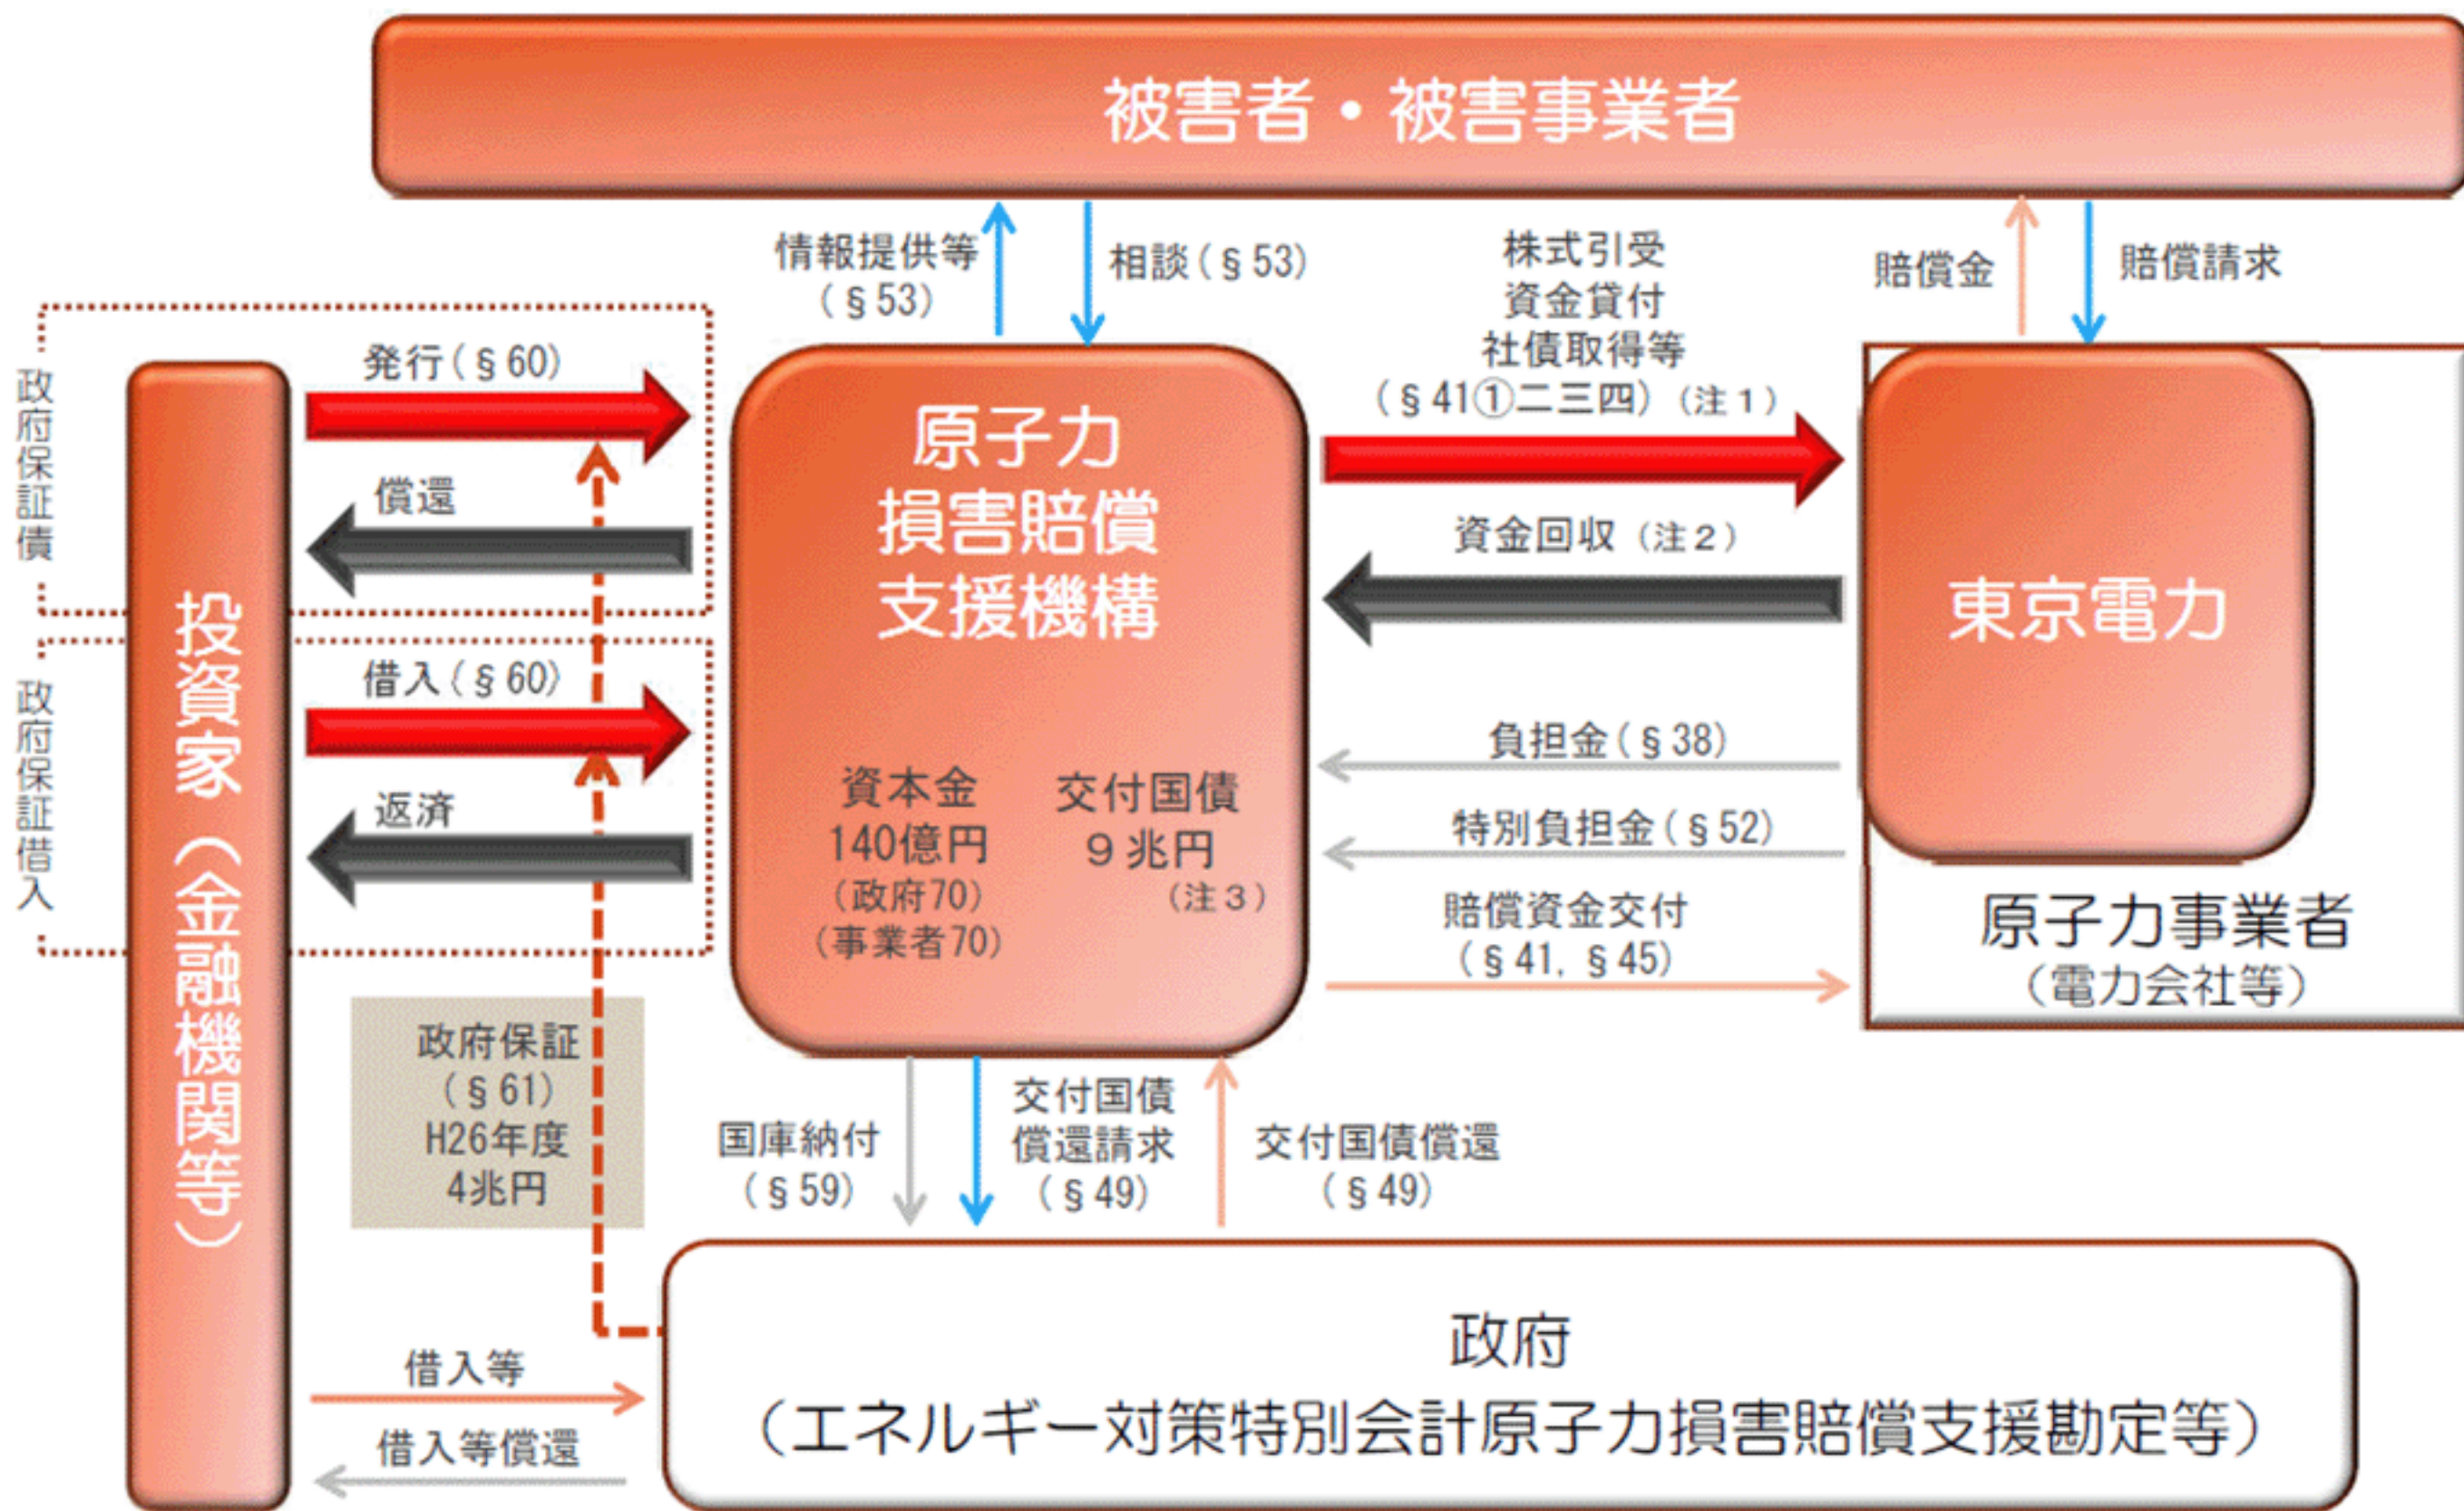 被害者・被害事業者
情報提供等
(§53)
相談(§53)
株式引受
資金貸付
社債取得等
(§41①二三四) (注1)
賠償金
賠償請求
政府保証債
発行(§60)
償還
政府保証借入
借入(§60)
返済
投資家(金融機関等)
原子力
損害賠償
支援機構
資本金
140億円
(政府70)
(事業者70)
交付国債
9兆円
(注3)
資金回収 (注2)
負担金(§38)
特別負担金(§52)
賠償資金交付
(§41, §45)
東京電力
原子力事業者
(電力会社等)
政府保証
(§61)
H26年度
4兆円
国庫納付
(§59)
交付国債
償還請求
(§49)
交付国債償還
(§49)
借入等
借入等償還
政府
(エネルギー対策特別会計原子力損害賠償支援勘定等)